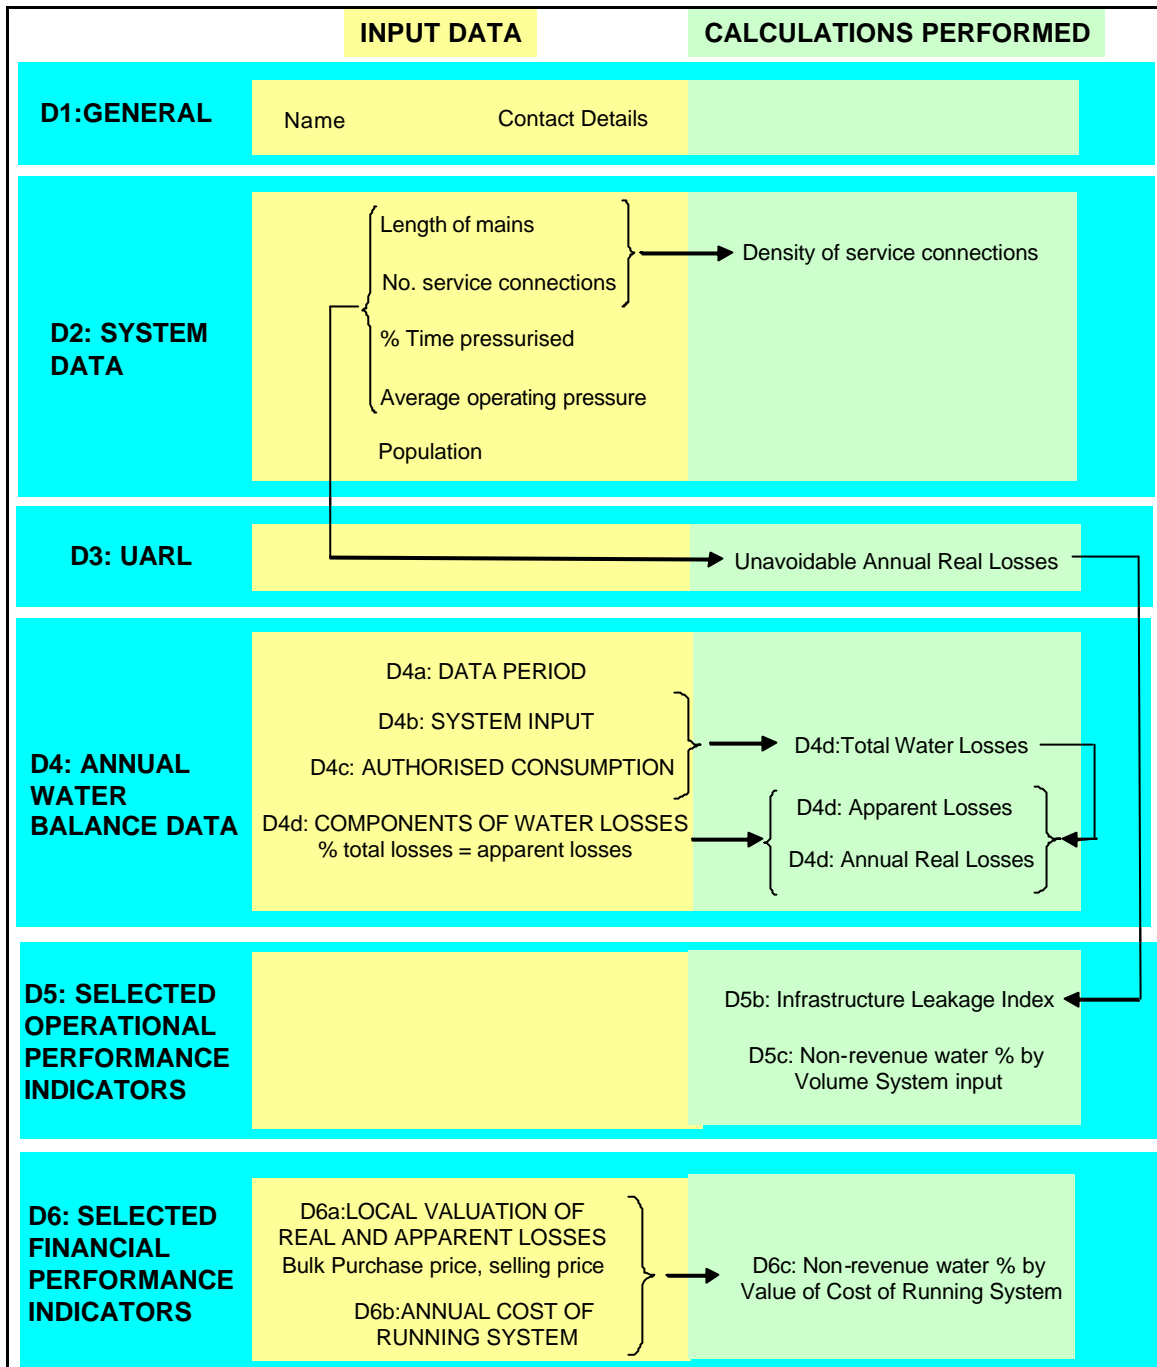 INPUT DATA
CALCULATIONS PERFORMED
D1:GENERAL
Name
Contact Details
D2: SYSTEM
DATA
Length of mains
No. service connections
% Time pressurised
Average operating pressure
Population
Density of service connections
D3: UARL
Unavoidable Annual Real Losses
D4: ANNUAL
WATER
BALANCE DATA
D4a: DATA PERIOD
D4b: SYSTEM INPUT
D4c: AUTHORISED CONSUMPTION
D4d: COMPONENTS OF WATER LOSSES
% total losses = apparent losses
D4d:Total Water Losses
D4d: Apparent Losses
D4d: Annual Real Losses
D5: SELECTED
OPERATIONAL
PERFORMANCE
INDICATORS
D5b: Infrastructure Leakage Index
D5c: Non-revenue water % by
Volume System input
D6: SELECTED
FINANCIAL
PERFORMANCE
INDICATORS
D6a:LOCAL VALUATION OF
REAL AND APPARENT LOSSES
Bulk Purchase price, selling price
D6b:ANNUAL COST OF
RUNNING SYSTEM
D6c: Non-revenue water % by
Value of Cost of Running System